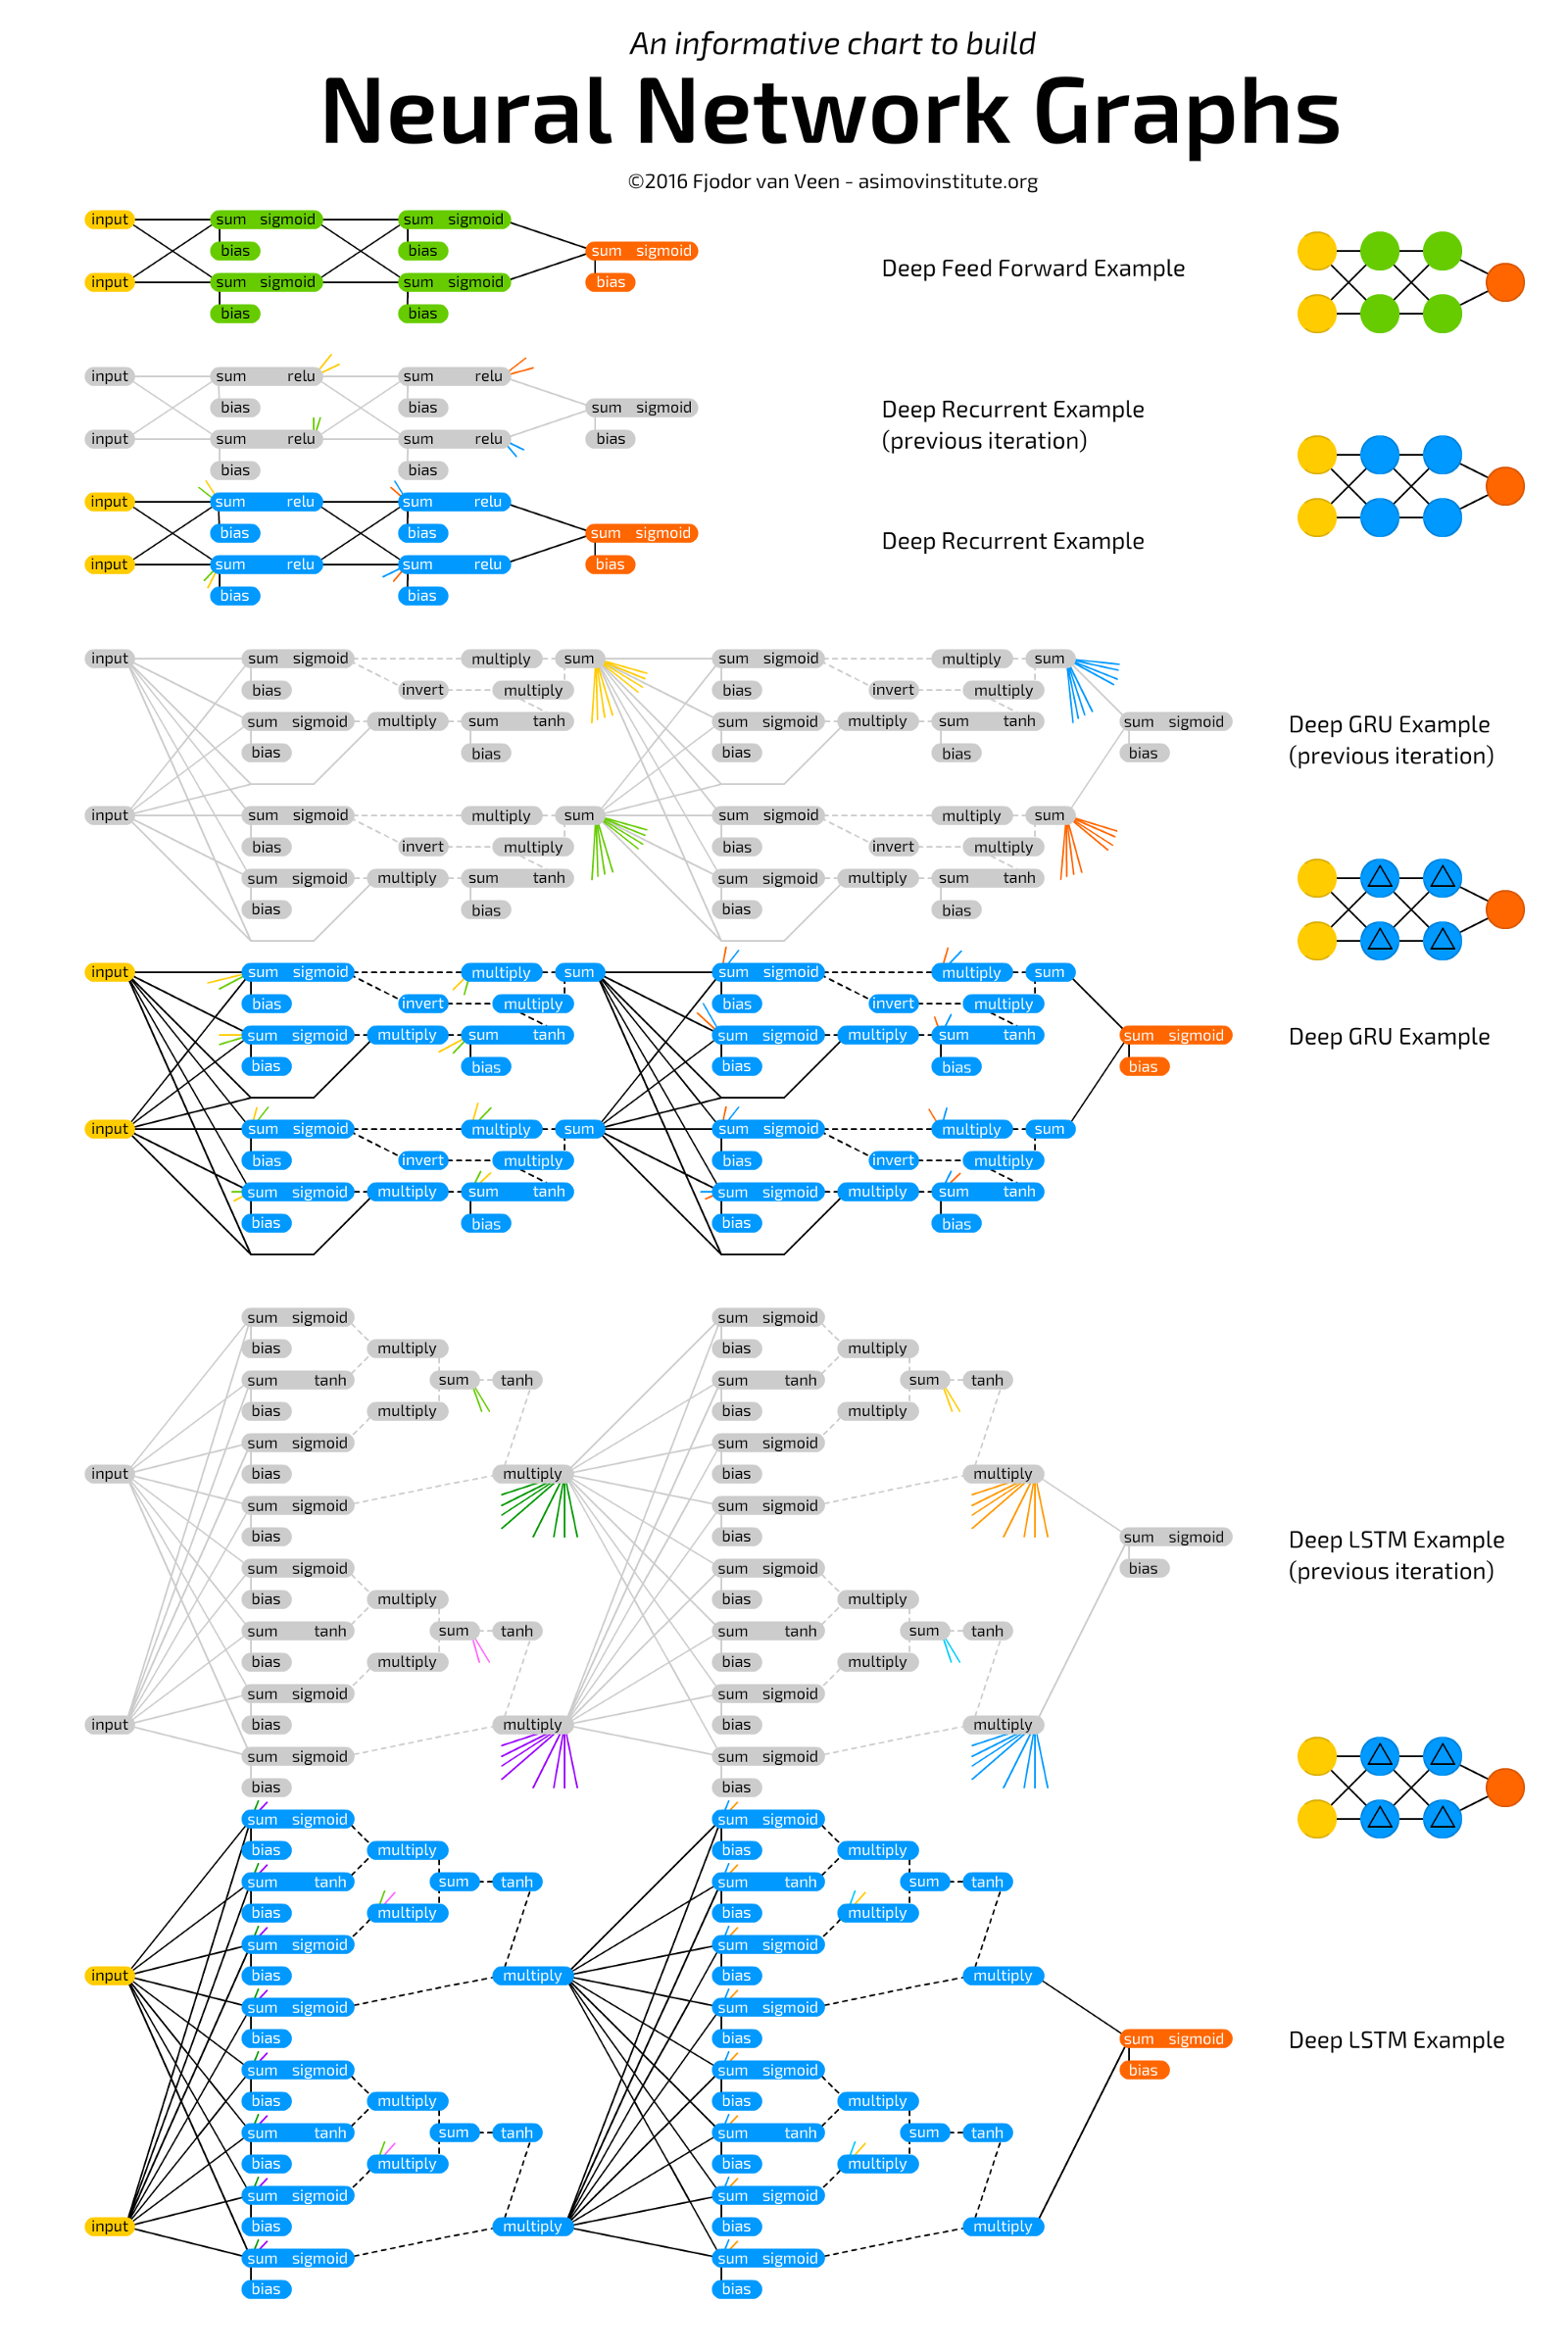 An informative chart to build
Neural Network Graphs
©2016 Fjodor van Veen - asimovinstitute.org
input sum sigmoid sum sigmoid
bias bias sum sigmoid
Deep Feed Forward Example
input sum sigmoid sum sigmoid bias
bias bias
input sum relu sum relu
bias bias sum sigmoid Deep Recurrent Example
input sum relu sum relu bias (previous iteration)
bias bias
input sum relu sum relu
bias bias sum sigmoid Deep Recurrent Example
input sum relu sum relu bias
bias bias
input sum sigmoid multiply sum sum sigmoid multiply sum
bias invert multiply bias invert multiply
sum sigmoid multiply sum tanh sum sigmoid multiply sum tanh sum sigmoid Deep GRU Example
bias bias bias bias bias (previous iteration)
input sum sigmoid multiply sum sum sigmoid multiply sum
bias invert multiply bias invert multiply
sum sigmoid multiply sum tanh sum sigmoid multiply sum tanh
bias bias bias bias
input sum sigmoid multiply sum sum sigmoid multiply sum
bias invert multiply bias invert multiply
sum sigmoid multiply sum tanh sum sigmoid multiply sum tanh sum sigmoid Deep GRU Example
bias bias bias bias bias
input sum sigmoid multiply sum sum sigmoid multiply sum
bias invert multiply bias invert multiply
sum sigmoid multiply sum tanh sum sigmoid multiply sum tanh
bias bias bias bias
sum sigmoid sum sigmoid
bias multiply bias multiply
sum tanh sum tanh sum tanh sum tanh
bias multiply bias multiply
sum sigmoid sum sigmoid
input bias multiply bias multiply
sum sigmoid sum sigmoid
bias bias sum sigmoid Deep LSTM Example
sum sigmoid sum sigmoid bias (previous iteration)
bias multiply bias multiply
sum tanh sum tanh sum tanh sum tanh
bias multiply bias multiply
sum sigmoid sum sigmoid
input bias multiply bias multiply
sum sigmoid sum sigmoid
bias bias
sum sigmoid sum sigmoid
bias multiply bias multiply
sum tanh sum tanh sum tanh sum tanh
bias multiply bias multiply
sum sigmoid sum sigmoid
input bias multiply bias multiply
sum sigmoid sum sigmoid
bias bias sum sigmoid Deep LSTM Example
sum sigmoid sum sigmoid bias
bias multiply bias multiply
sum tanh sum tanh sum tanh sum tanh
bias multiply bias multiply
sum sigmoid sum sigmoid
input bias multiply bias multiply
sum sigmoid sum sigmoid
bias bias